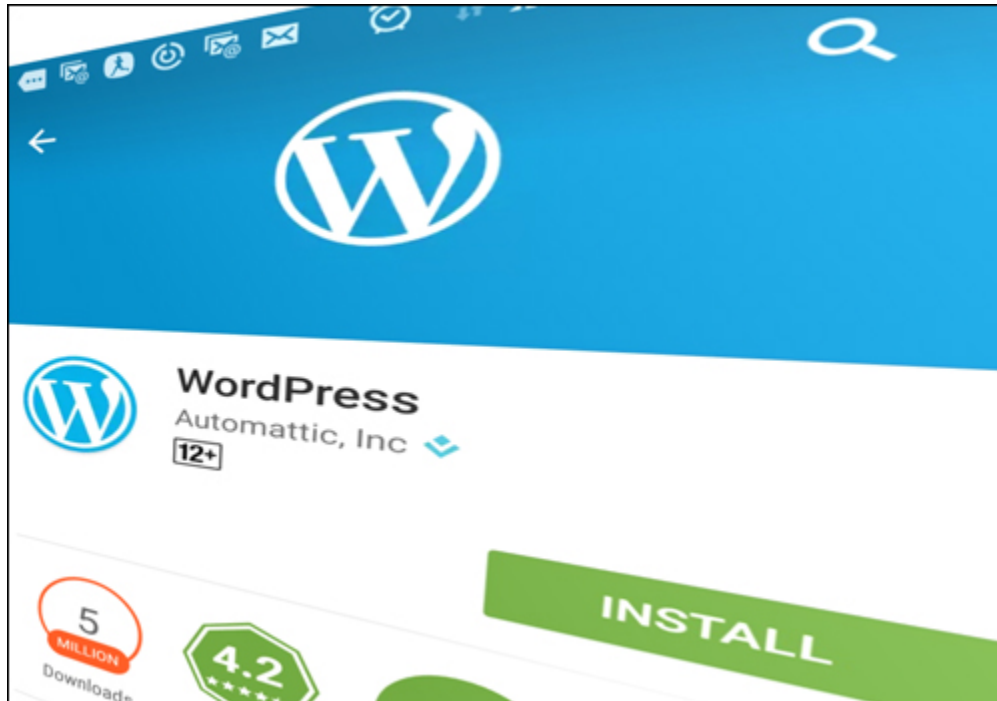 WordPress
Automattic, Inc
12+
INSTALL
5
MILLION
Downloads
4.2